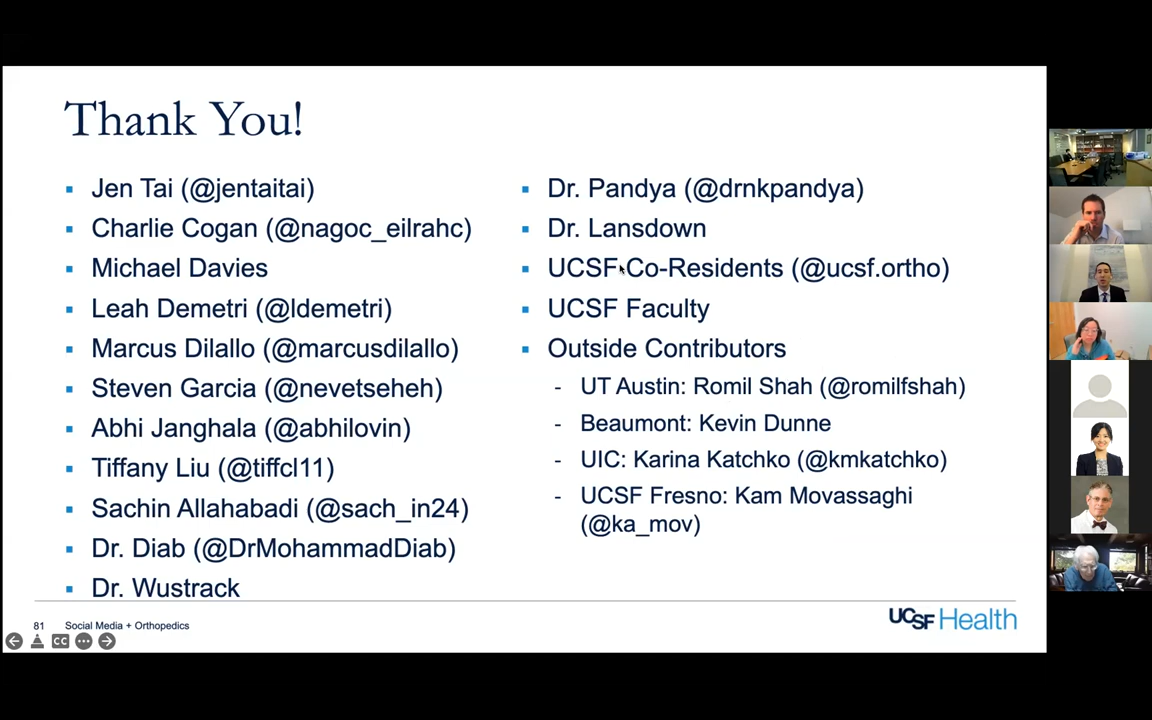 Thank You!
Jen Tai (@jentaitai)
Charlie Cogan (@nagoc_eilrahc)
Michael Davies
Leah Demetri (@ldemetri)
Marcus Dilallo (@marcusdilallo)
Steven Garcia (@nevetseheh)
Abhi Janghala (@abhilovin)
Tiffany Liu (@tiffcl11)
Sachin Allahabadi (@sach_in24)
Dr. Diab (@DrMohammadDiab)
Dr. Wustrack
Dr. Pandya (@drnkpandya)
Dr. Lansdown
UCSF Co-Residents (@ucsf.ortho)
UCSF Faculty
Outside Contributors
- UT Austin: Romil Shah (@romilfshah)
- Beaumont: Kevin Dunne
- UIC: Karina Katchko (@kmkatchko)
- UCSF Fresno: Kam Movassaghi
(@ka_mov)
81 Social Media + Orthopedics
CC
UCSF Health